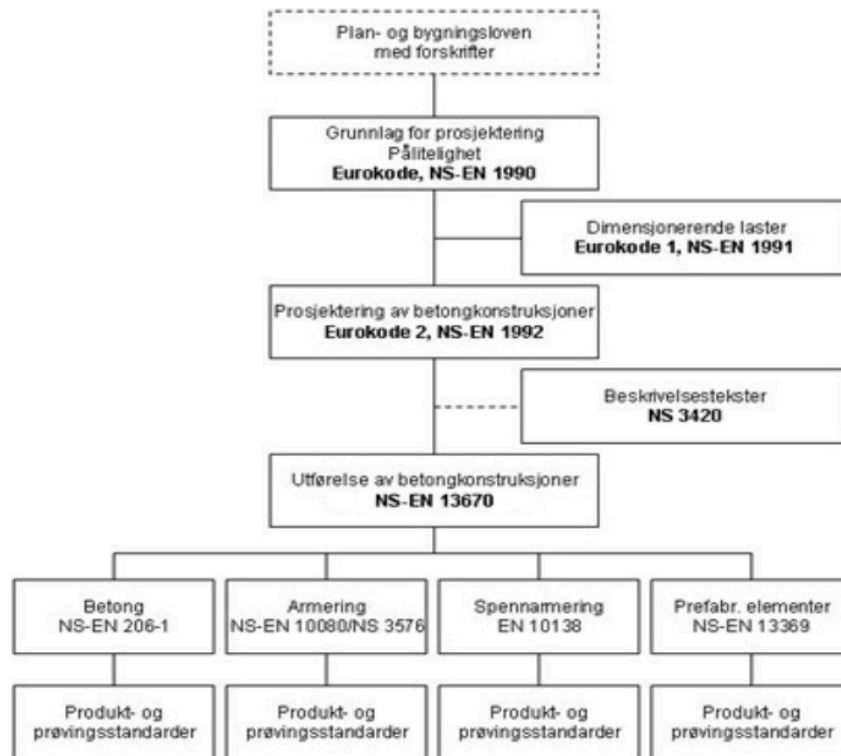 Plan- og bygningsloven
med forskrifter
Grunnlag for prosjektering
Pålitelighet
Eurokode, NS-EN 1990
Dimensjonerende laster
Eurokode 1, NS-EN 1991
Prosjektering av betongkonstruksjoner
Eurokode 2, NS-EN 1992
Beskrivelsestekster
NS 3420
Utførelse av betongkonstruksjoner
NS-EN 13670
Betong
NS-EN 206-1
Armering
NS-EN 10080/NS 3576
Spennarmering
EN 10138
Prefabr. elementer
NS-EN 13369
Produkt- og
prøvingsstandarder
Produkt- og
prøvingsstandarder
Produkt- og
prøvingsstandarder
Produkt- og
prøvingsstandarder